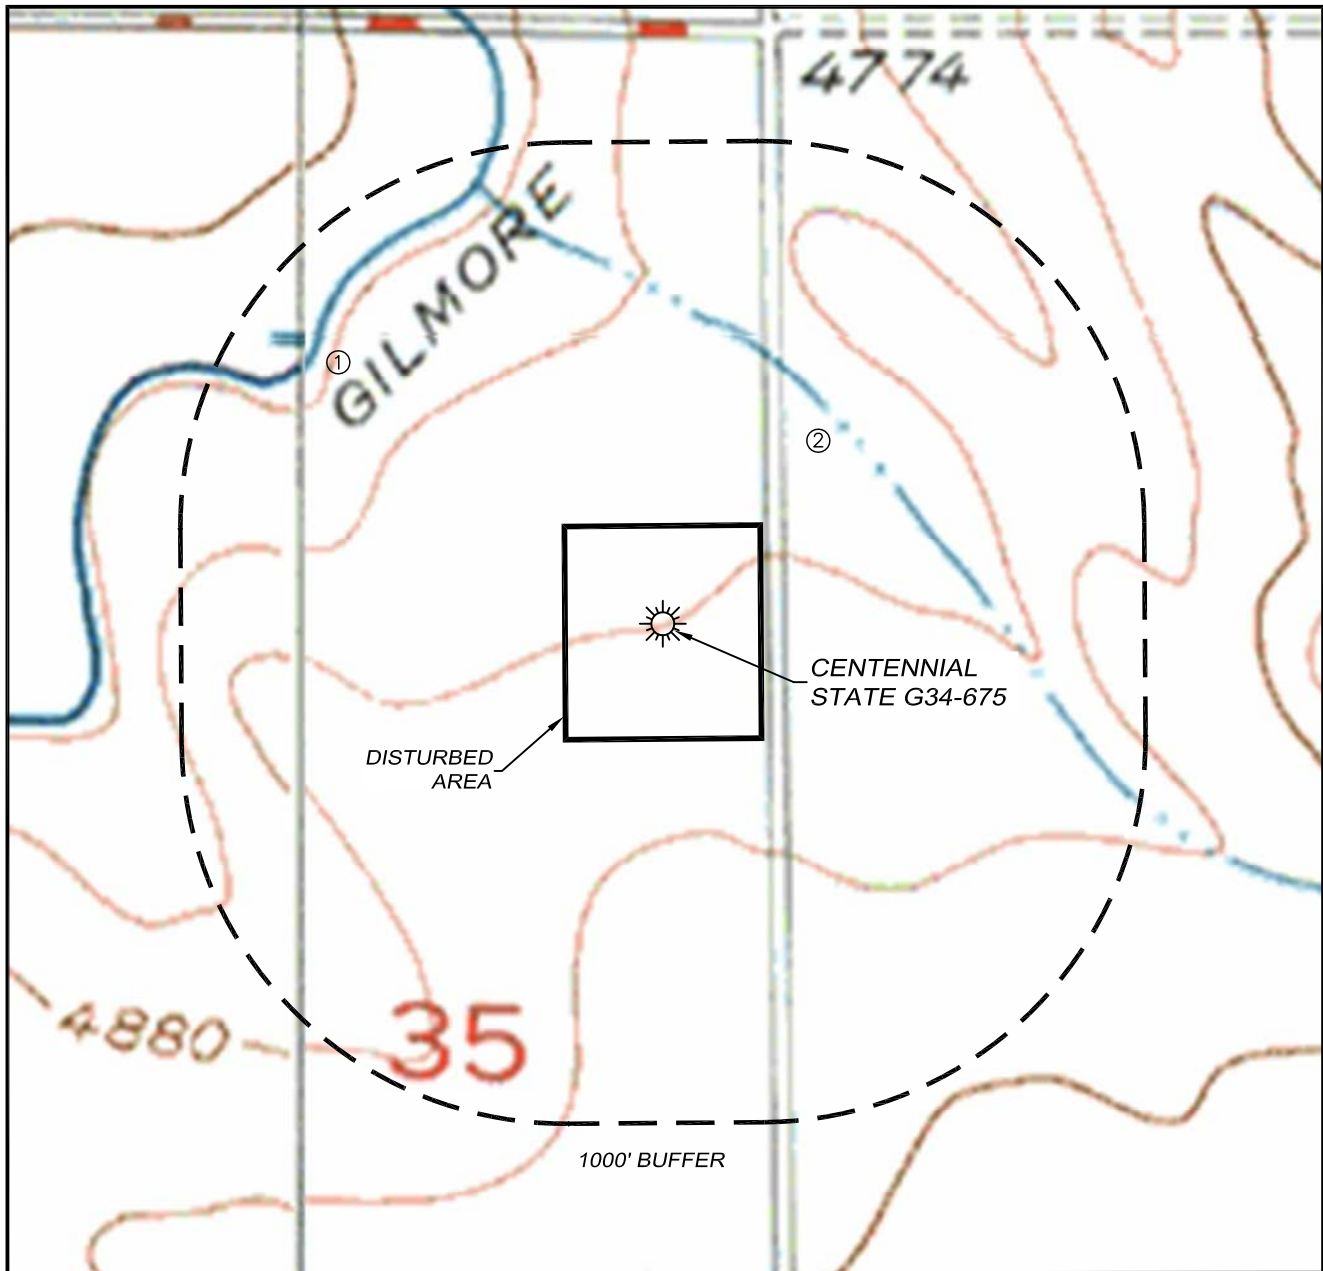 4774
GILMORE
①
②
CENTENNIAL
STATE G34-675
DISTURBED
AREA
4880
35
1000' BUFFER